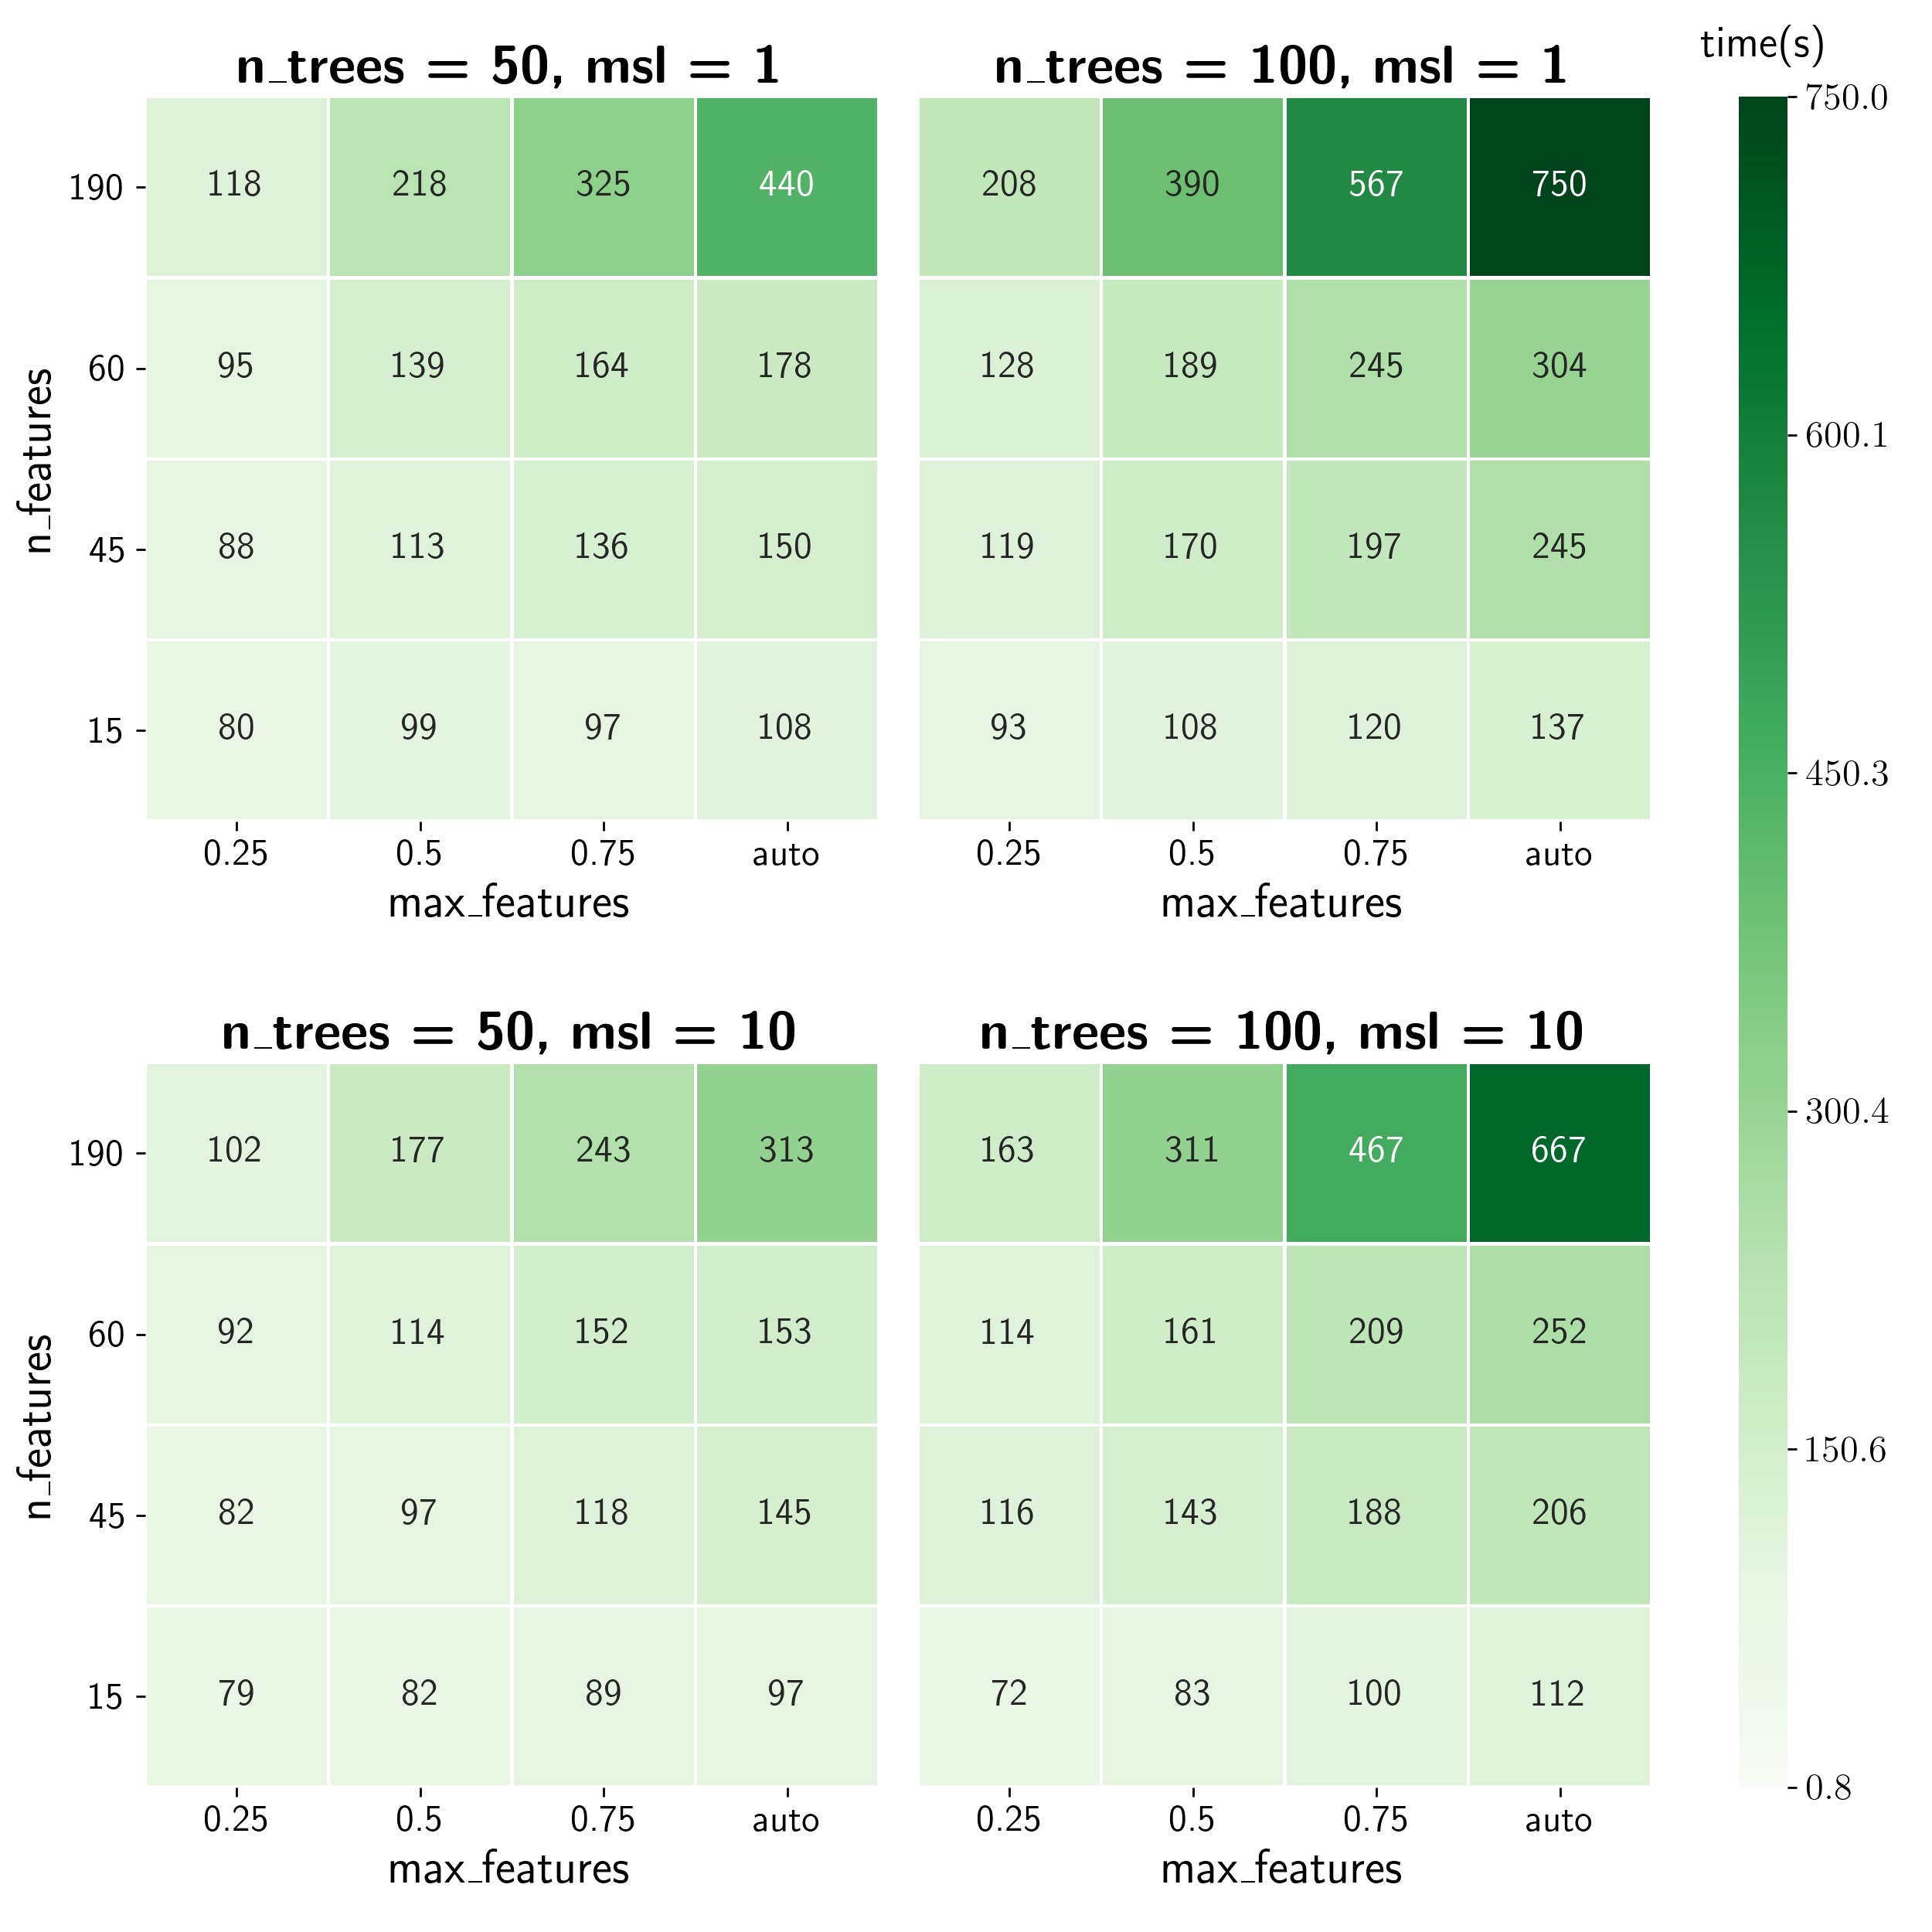 time(s)
n_trees = 50, msl = 1
n_trees = 100, msl = 1
750.0
600.1
450.3
300.4
150.6
0.8
n_features
190 118 218 325 440
60 95 139 164 178
45 88 113 136 150
15 80 99 97 108
0.25 0.5 0.75 auto
max_features
208 390 567 750
128 189 245 304
119 170 197 245
93 108 120 137
0.25 0.5 0.75 auto
max_features
n_trees = 50, msl = 10
n_features
190 102 177 243 313
60 92 114 152 153
45 82 97 118 145
15 79 82 89 97
0.25 0.5 0.75 auto
max_features
n_trees = 100, msl = 10
163 311 467 667
114 161 209 252
116 143 188 206
72 83 100 112
0.25 0.5 0.75 auto
max_features